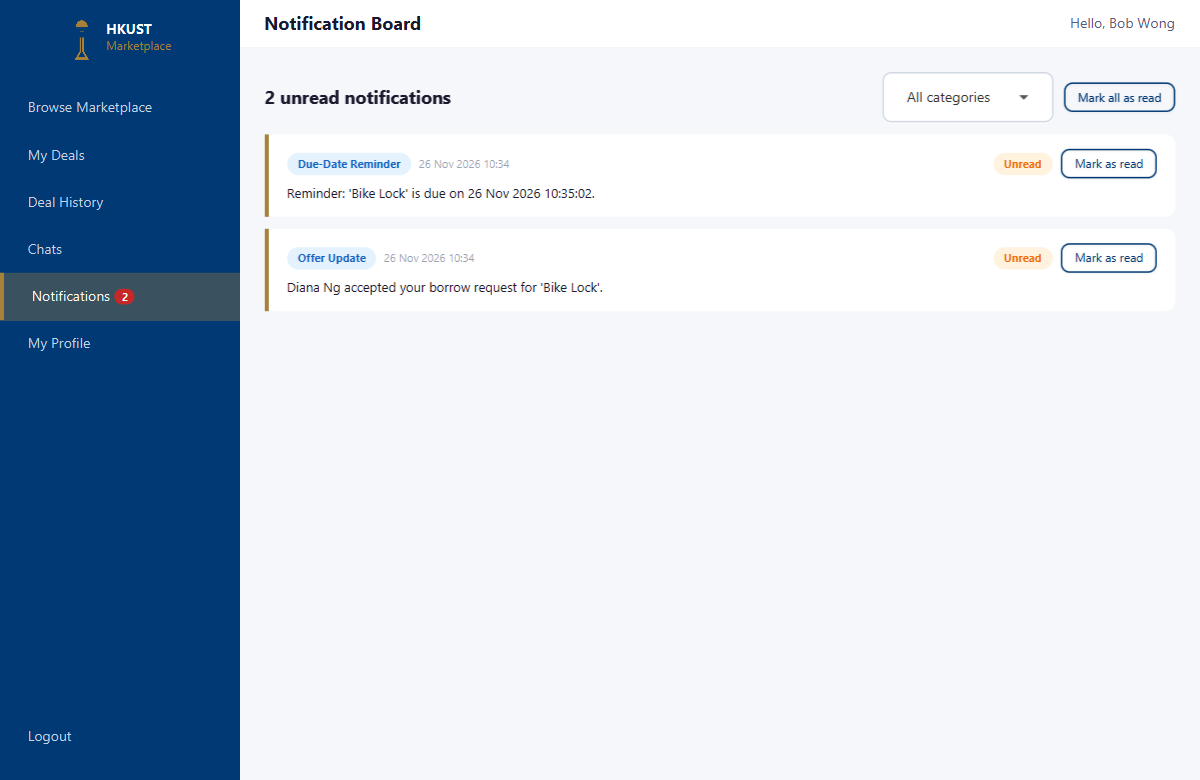 HKUST
Marketplace
Browse Marketplace
My Deals
Deal History
Chats
Notifications 2
My Profile
Logout
Notification Board
Hello, Bob Wong
2 unread notifications
All categories
Mark all as read
Due-Date Reminder 26 Nov 2026 10:34
Unread
Mark as read
Reminder: 'Bike Lock' is due on 26 Nov 2026 10:35:02.
Offer Update 26 Nov 2026 10:34
Unread
Mark as read
Diana Ng accepted your borrow request for 'Bike Lock'.